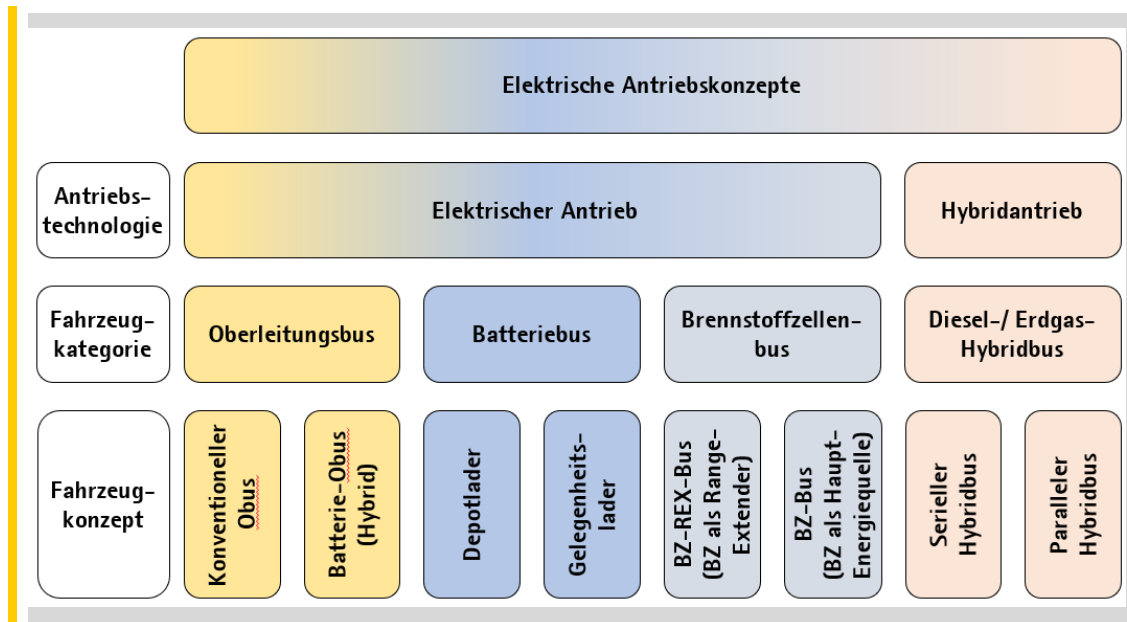 Elektrische Antriebskonzepte
Antriebs-
technologie
Elektrischer Antrieb
Hybridantrieb
Fahrzeug-
kategorie
Oberleitungsbus
Batteriebus
Brennstoffzellen-
bus
Diesel-/ Erdgas-
Hybridbus
Fahrzeug-
konzept
Konventioneller
Obus
Batterie-Obus
(Hybrid)
Depotlader
Gelegenheits-
lader
BZ-REX-Bus
(BZ als Range-
Extender)
BZ-Bus
(BZ als Haupt-
Energiequelle)
Serieller
Hybridbus
Paralleler
Hybridbus